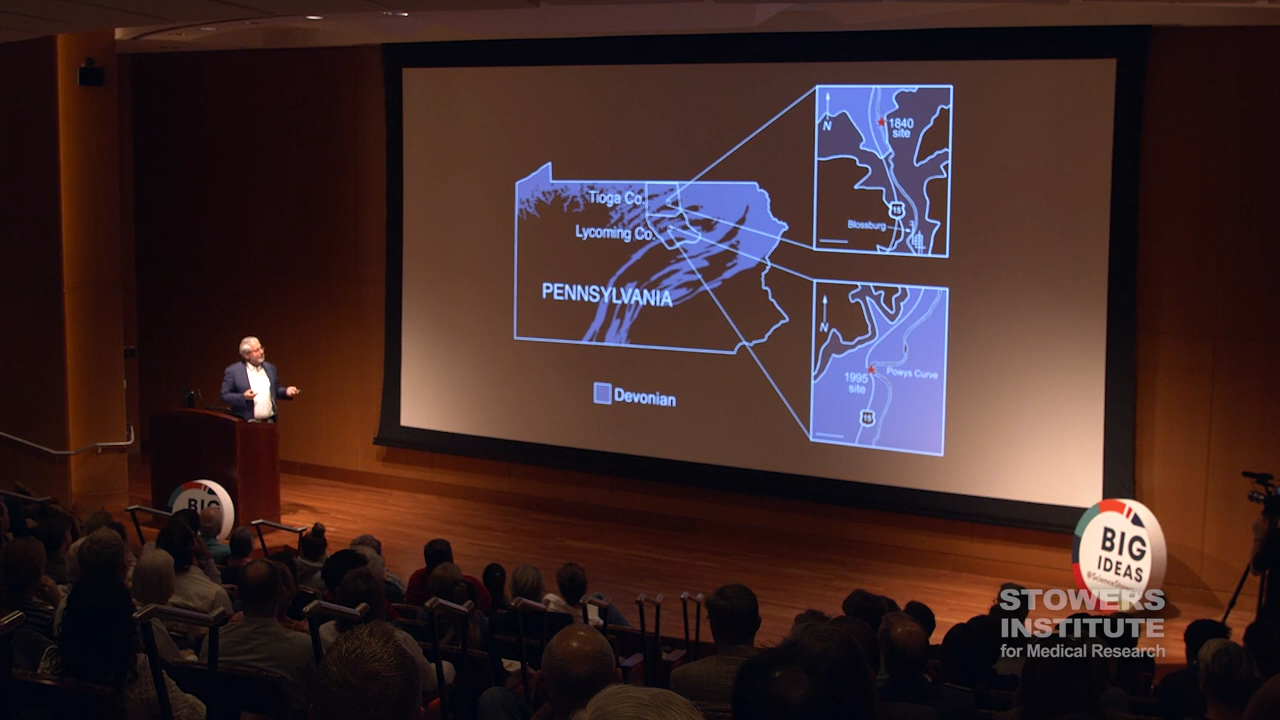 N
1840
site
15
Blossburg
Tioga Co.
Lycoming Co.
PENNSYLVANIA
Devonian
N
1995
site
Powys Curve
15
BIG
BIG
IDEAS
STOWERS
INSTITUTE
for Medical Research